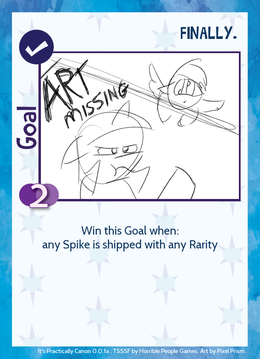 FINALLY.
ART
MISSING
Goal
2
Win this Goal when:
any Spike is shipped with any Rarity
It's Practically Canon 0.0.1a ; TSSSF by Horrible People Games. Art by Pixel Prism.